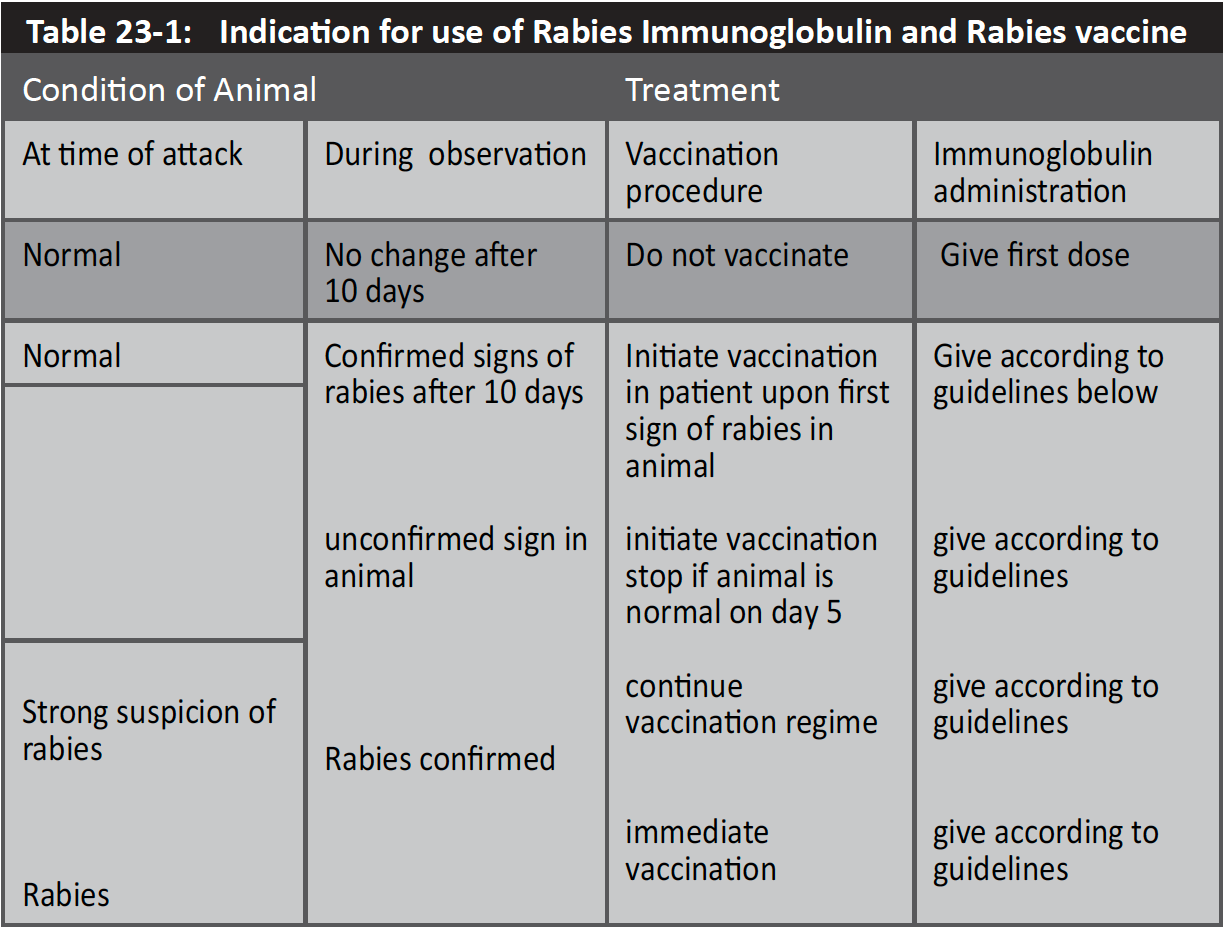 Table 23-1: Indication for use of Rabies Immunoglobulin and Rabies vaccine
Condition of Animal
Treatment
At time of attack
During observation
Vaccination
procedure
Immunoglobulin
administration
Normal
No change after
10 days
Do not vaccinate
Give first dose
Normal
Confirmed signs of
rabies after 10 days
Initiate vaccination
in patient upon first
sign of rabies in
animal
Give according to
guidelines below
unconfirmed sign in
animal
initiate vaccination
stop if animal is
normal on day 5
give according to
guidelines
Strong suspicion of
rabies
Rabies confirmed
continue
vaccination regime
give according to
guidelines
Rabies
immediate
vaccination
give according to
guidelines